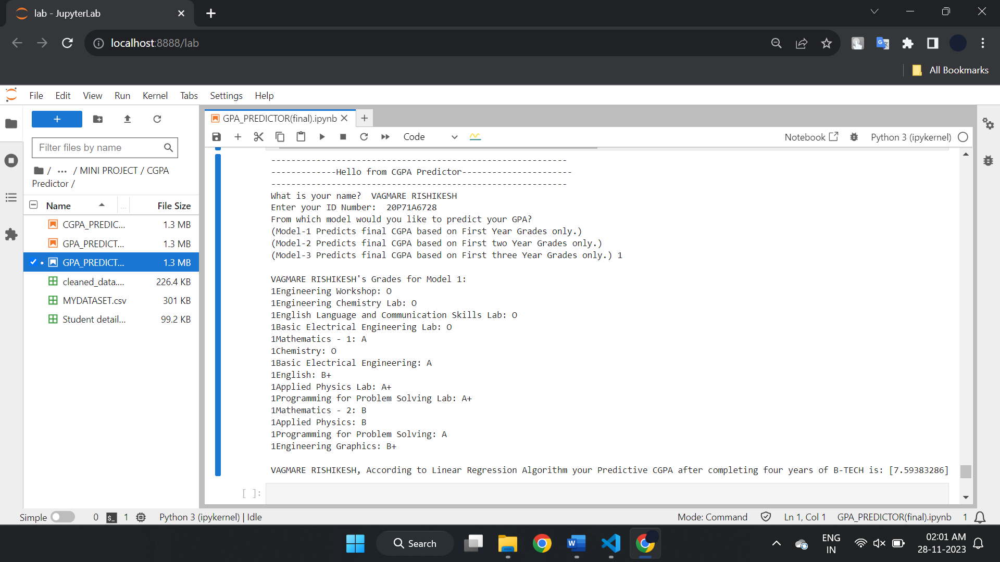 lab - JupyterLab
localhost:8888/lab
All Bookmarks
File Edit View Run Kernel Tabs Settings Help
GPA_PREDICTOR(final).ipynb
Filter files by name
Code
Notebook
Python 3 (ipykernel)
/ ... / MINI PROJECT / CGPA
Predictor /
Name ... File Size
CGPA_PREDIC... 1.3 MB
GPA_PREDICT... 1.3 MB
GPA_PREDICT... 1.3 MB
cleaned_data.... 226.4 KB
MYDATASET.csv 301 KB
Student detail... 99.2 KB
-----------------------------------------------------------
-------------Hello from CGPA Predictor----------------------
-----------------------------------------------------------
What is your name?  VAGMARE RISHIKESH
Enter your ID Number:  20P71A6728
From which model would you like to predict your GPA?
(Model-1 Predicts final CGPA based on First Year Grades only.)
(Model-2 Predicts final CGPA based on First two Year Grades only.)
(Model-3 Predicts final CGPA based on First three Year Grades only.) 1
VAGMARE RISHIKESH's Grades for Model 1:
1Engineering Workshop: O
1Engineering Chemistry Lab: O
1English Language and Communication Skills Lab: O
1Basic Electrical Engineering Lab: O
1Mathematics - 1: A
1Chemistry: O
1Basic Electrical Engineering: A
1English: B+
1Applied Physics Lab: A+
1Programming for Problem Solving Lab: A+
1Mathematics - 2: B
1Applied Physics: B
1Programming for Problem Solving: A
1Engineering Graphics: B+
VAGMARE RISHIKESH, According to Linear Regression Algorithm your Predictive CGPA after completing four years of B-TECH is: [7.59383286]
[ ]:
Simple 0 $_ 1 Python 3 (ipykernel) | Idle
Mode: Command Ln 1, Col 1 GPA_PREDICTOR(final).ipynb 1
Search
ENG
IN
02:01 AM
28-11-2023